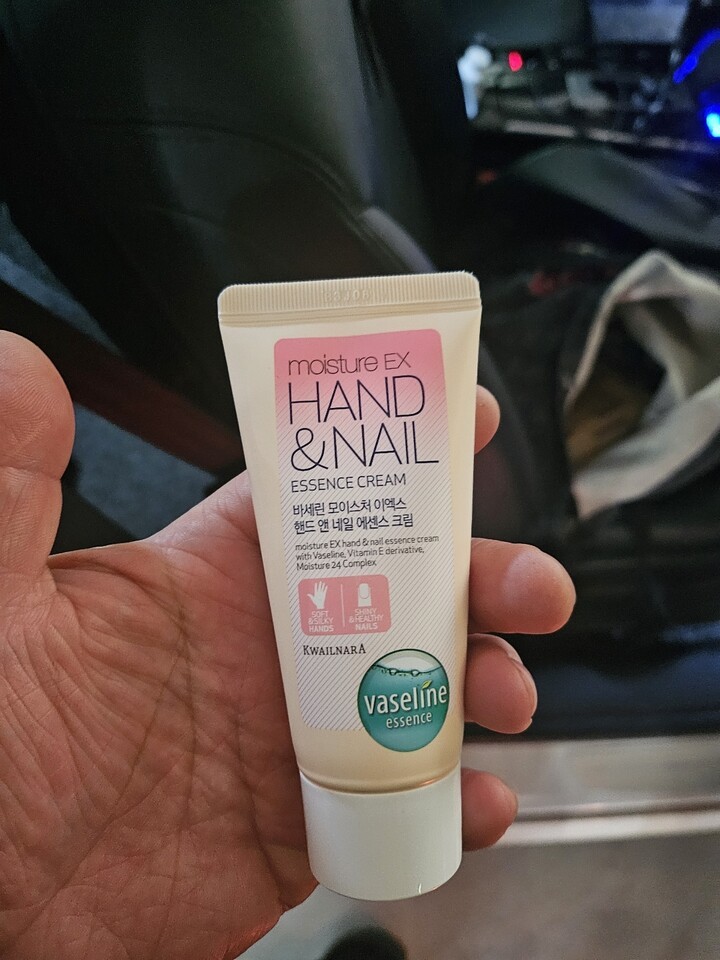 moisture EX
HAND
&NAIL
ESSENCE CREAM
바세린 모이스처 이엑스
핸드 앤 네일 에센스 크림
moisture EX hand & nail essence cream
with Vaseline, Vitamin E derivative,
Moisture 24 Complex
SOFT
&SILKY
HANDS
SHINY
&HEALTHY
NAILS
KWAILNARA
vaseline
essence